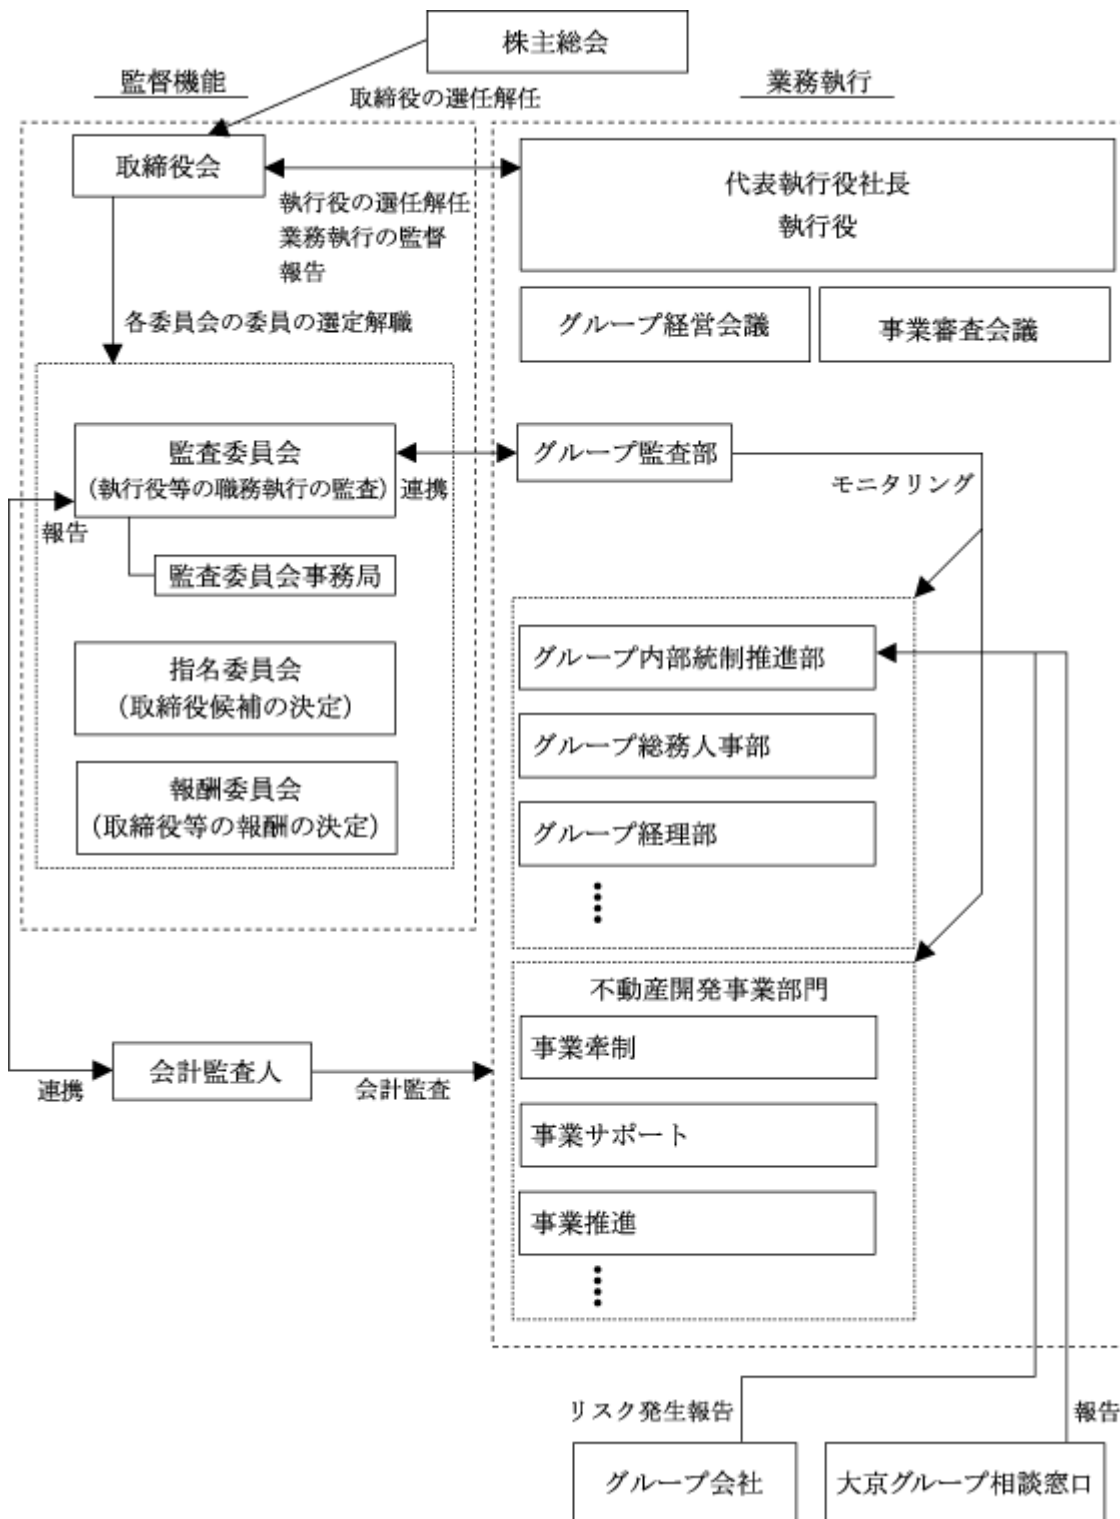 株主総会
監督機能
取締役の選任解任
業務執行
取締役会
代表執行役社長
執行役
執行役の選任解任
業務執行の監督
報告
グループ経営会議
事業審査会議
各委員会の委員の選定解職
監査委員会
(執行役等の職務執行の監査)
連携
グループ監査部
モニタリング
報告
監査委員会事務局
指名委員会
(取締役候補の決定)
報酬委員会
(取締役等の報酬の決定)
グループ内部統制推進部
グループ総務人事部
グループ経理部
不動産開発事業部門
事業牽制
事業サポート
事業推進
会計監査人
連携
会計監査
リスク発生報告
報告
グループ会社
大京グループ相談窓口